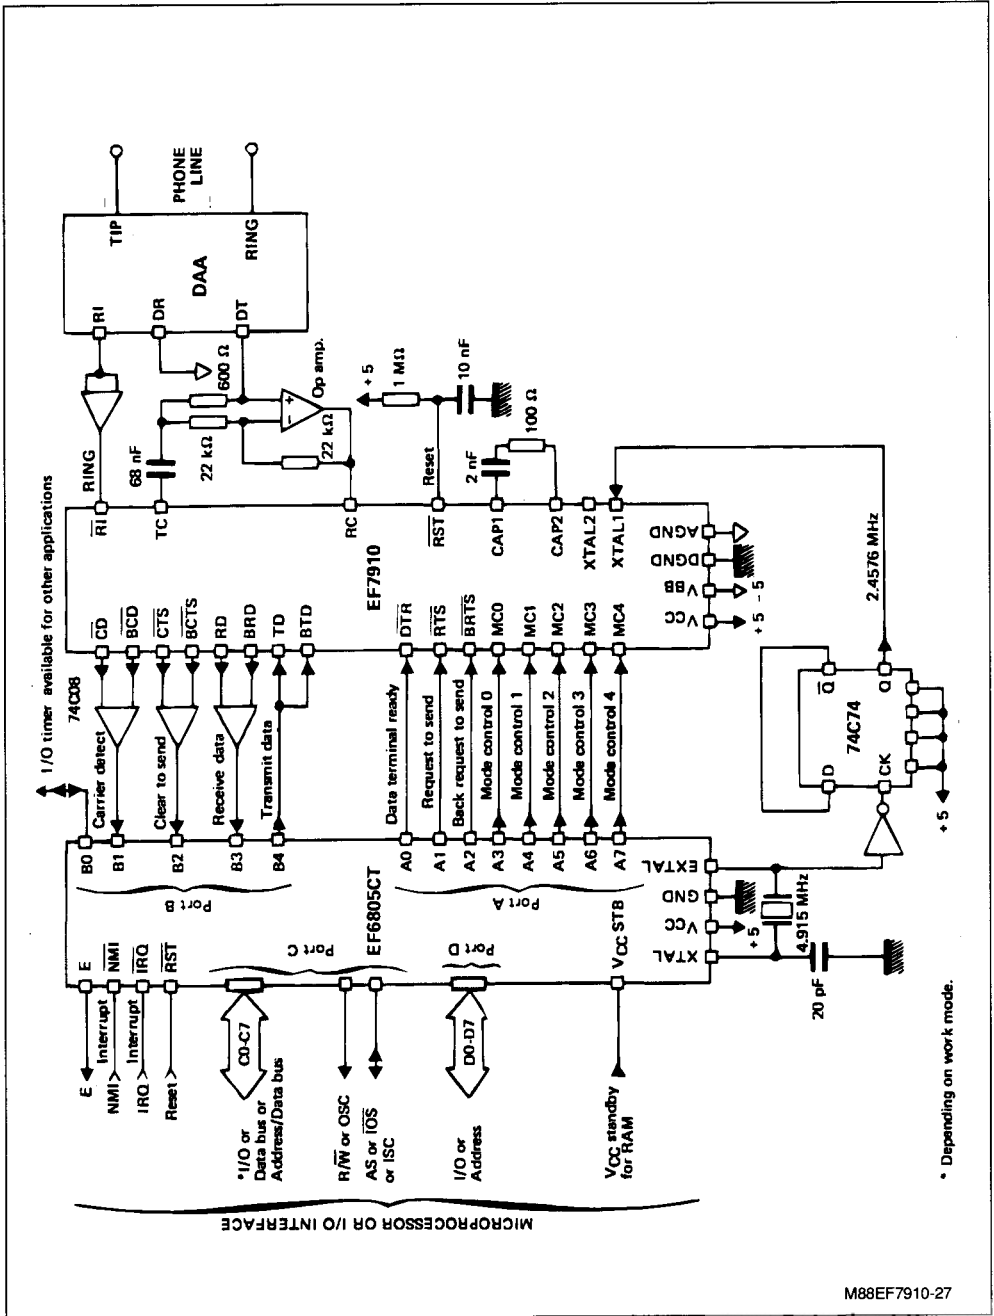 I/O timer available for other applications
74C08
RING
TIP
PHONE
LINE
RING
DAA
RI
DR
DT
600 Ω
Op amp.
68 nF
22 kΩ
22 kΩ
+ −
+5
1 MΩ
10 nF
Reset
2 nF
100 Ω
RI
TC
RC
RST
CAP1
CAP2
XTAL2
XTAL1
EF7910
CD
BCD
CTS
BCTS
RD
BRD
TD
BTD
DTR
RTS
BRTS
MC0
MC1
MC2
MC3
MC4
VCC
VBB
DGND
AGND
+5 -5
Carrier detect
Clear to send
Receive data
Transmit data
Data terminal ready
Request to send
Back request to send
Mode control 0
Mode control 1
Mode control 2
Mode control 3
Mode control 4
B0
B1
B2
B3
B4
Port B
A0
A1
A2
A3
A4
A5
A6
A7
Port A
EF6805CT
E
NMI
IRQ
RST
Port C
Port D
VCC STB
XTAL
VCC
GND
EXTAL
E
NMI
Interrupt
IRQ
Interrupt
Reset
C0-C7
*I/O or
Data bus or
Address/Data bus
R/W or OSC
AS or IOS
or ISC
D0-D7
I/O or
Address
VCC standby
for RAM
MICROPROCESSOR OR I/O INTERFACE
+5
4.915 MHz
20 pF
D
Q
CK
Q
74C74
+5
2.4576 MHz
* Depending on work mode.
M88EF7910-27